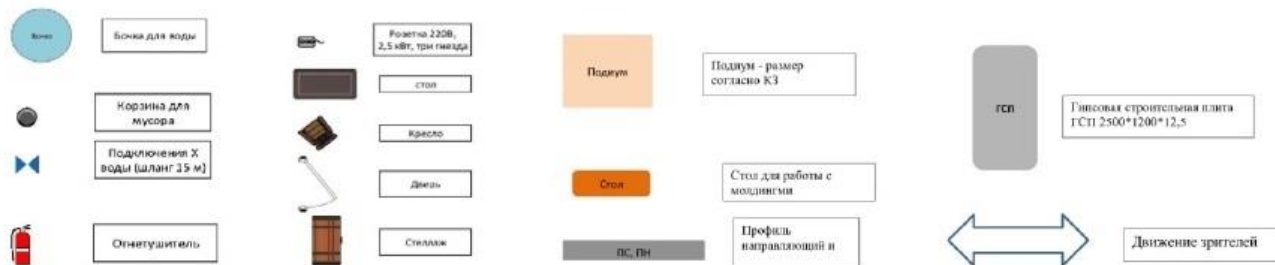 Бочка
Бочка для воды
Корзина для
мусора
Подключения Х
воды (шланг 25 м)
Огнетушитель
Розетка 220В,
2,5 кВт, три гнезда
стол
Кресло
Дверь
Стеллаж
Подиум
Подиум - размер
согласно КЗ
Стол
Стол для работы с
молдингми
ПС, ПН
Профиль
направляющий и
ГСП
Гипсовая строительная плита
ГСП 2500*1200*12,5
Движение зрителей